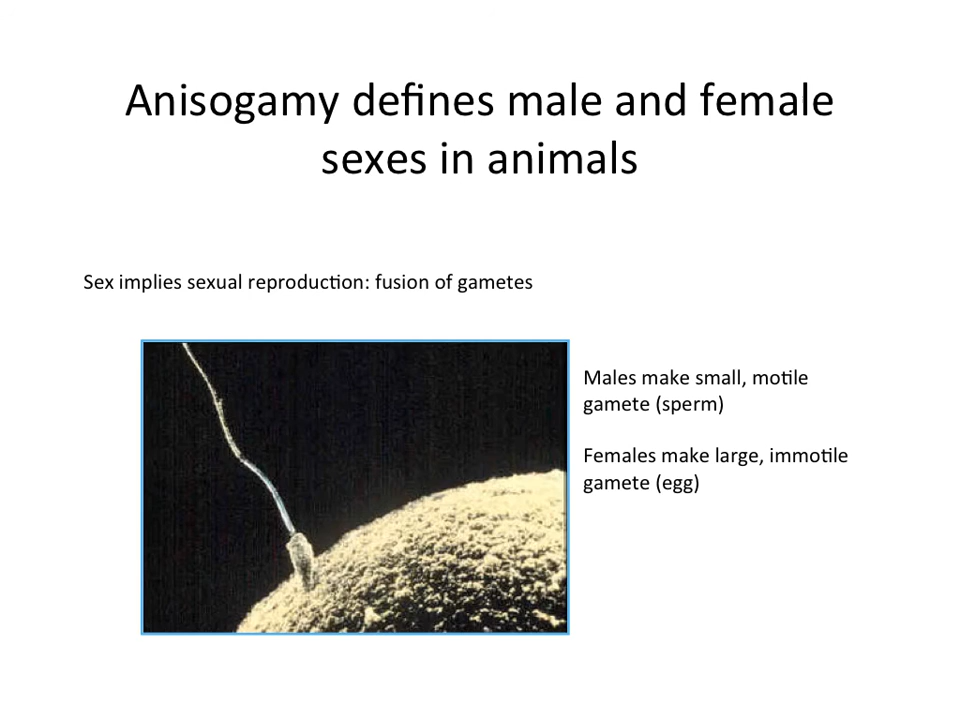 Anisogamy defines male and female
sexes in animals
Sex implies sexual reproduction: fusion of gametes
Males make small, motile
gamete (sperm)
Females make large, immotile
gamete (egg)